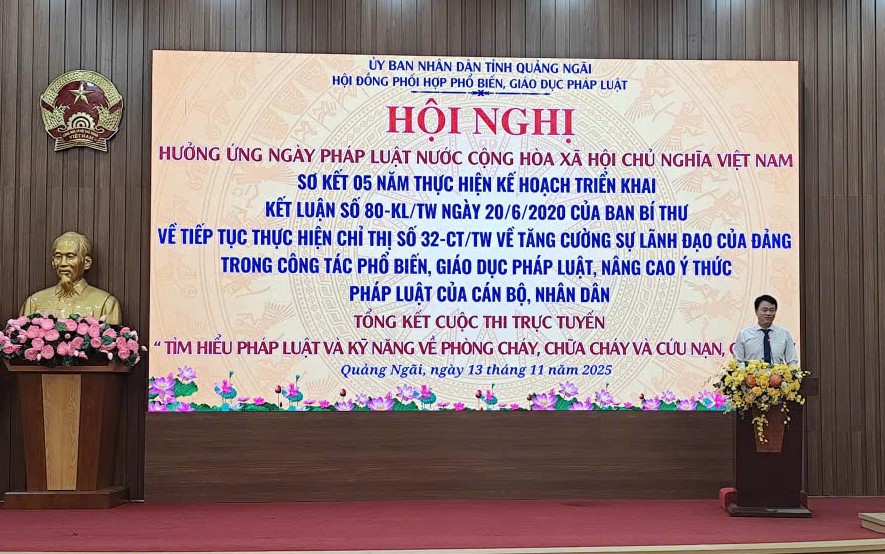 ỦY BAN NHÂN DÂN TỈNH QUẢNG NGÃI
HỘI ĐỒNG PHỐI HỢP PHỔ BIẾN, GIÁO DỤC PHÁP LUẬT
HỘI NGHỊ
HƯỞNG ỨNG NGÀY PHÁP LUẬT NƯỚC CỘNG HÒA XÃ HỘI CHỦ NGHĨA VIỆT NAM
SƠ KẾT 05 NĂM THỰC HIỆN KẾ HOẠCH TRIỂN KHAI
KẾT LUẬN SỐ 80-KL/TW NGÀY 20/6/2020 CỦA BAN BÍ THƯ
VỀ TIẾP TỤC THỰC HIỆN CHỈ THỊ SỐ 32-CT/TW VỀ TĂNG CƯỜNG SỰ LÃNH ĐẠO CỦA ĐẢNG
TRONG CÔNG TÁC PHỔ BIẾN, GIÁO DỤC PHÁP LUẬT, NÂNG CAO Ý THỨC
PHÁP LUẬT CỦA CÁN BỘ, NHÂN DÂN
TỔNG KẾT CUỘC THI TRỰC TUYẾN
“ TÌM HIỂU PHÁP LUẬT VÀ KỸ NĂNG VỀ PHÒNG CHÁY, CHỮA CHÁY VÀ CỨU NẠN,
Quảng Ngãi, ngày 13 tháng 11 năm 2025
VIỆT NAM